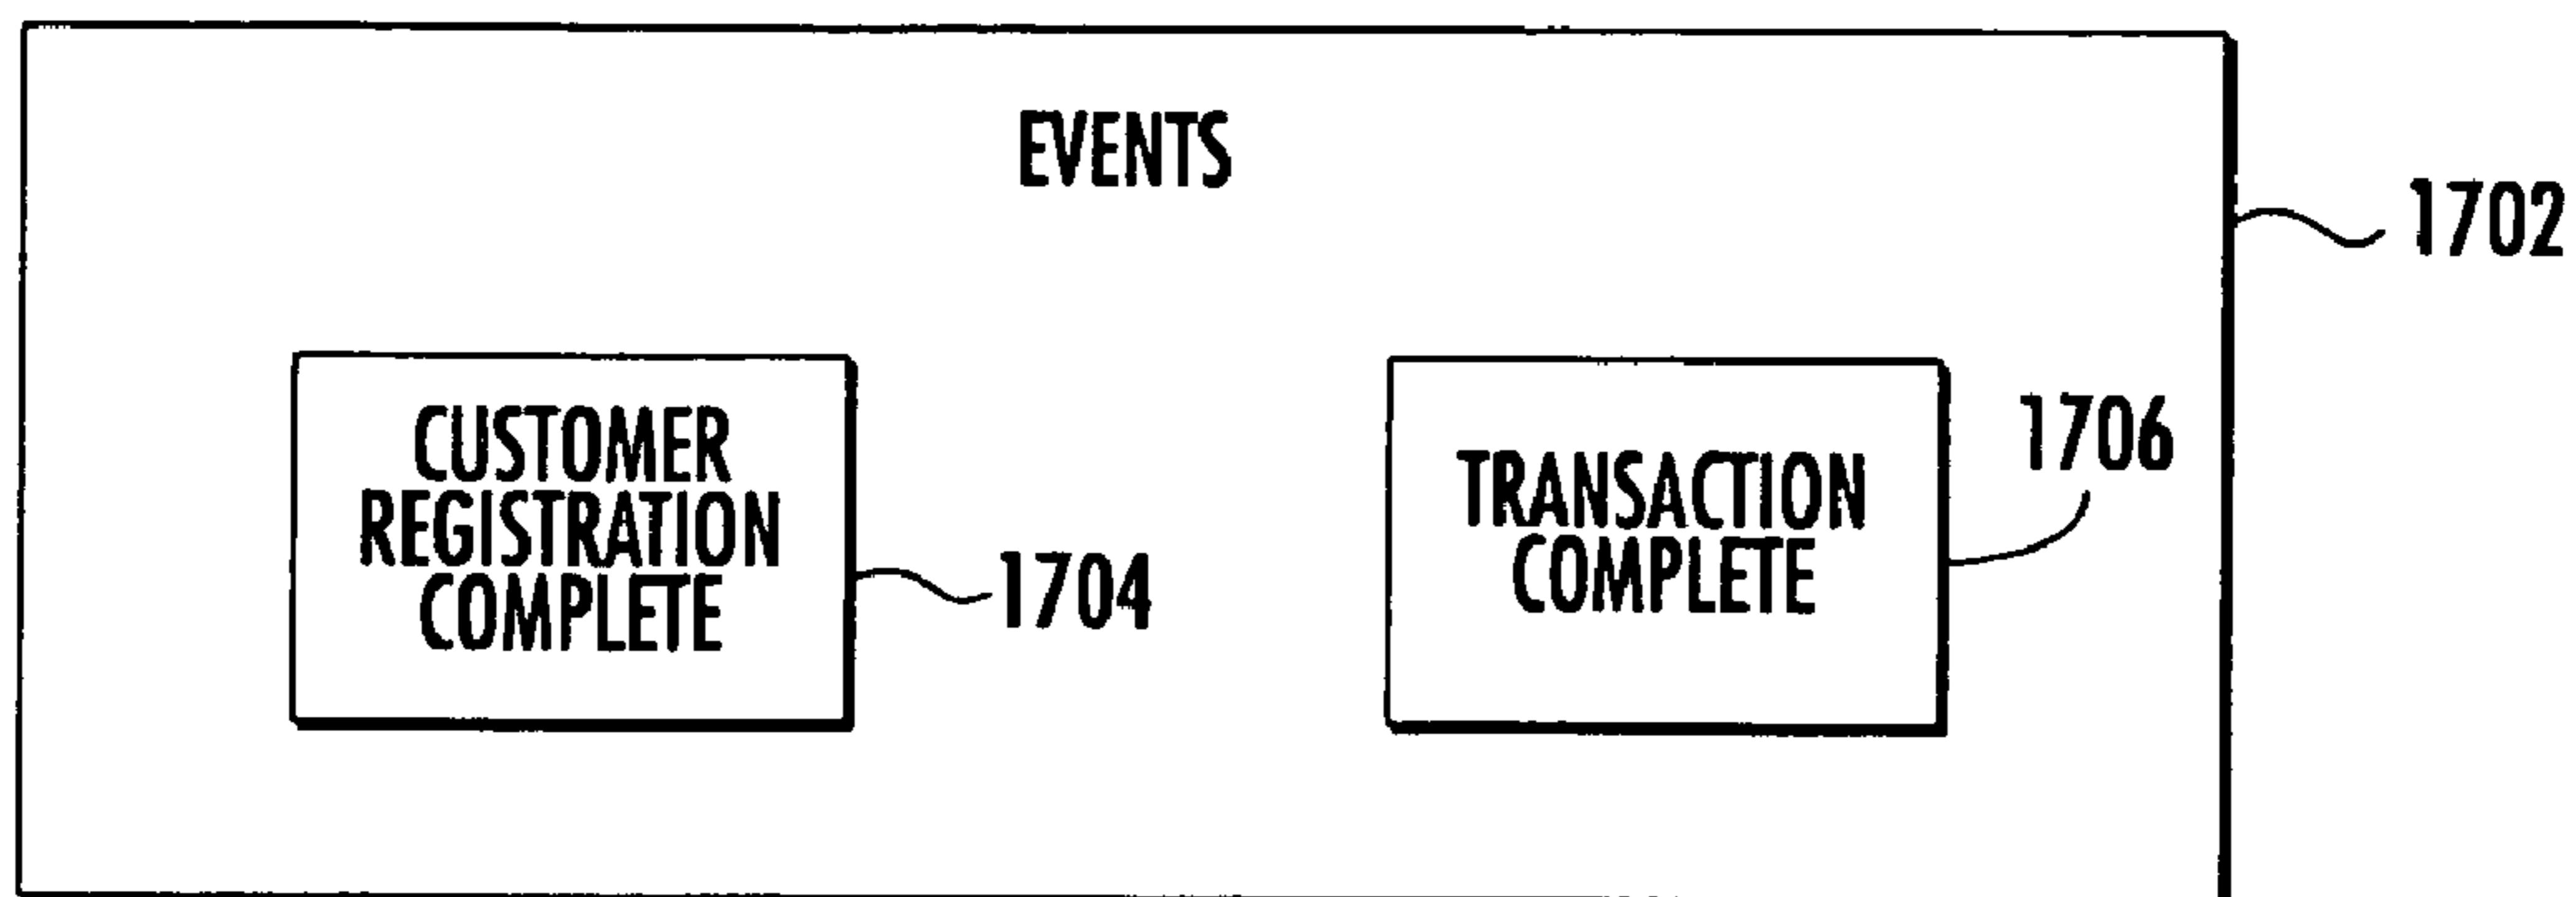 EVENTS
1702
CUSTOMER
REGISTRATION
COMPLETE
1704
TRANSACTION
COMPLETE
1706